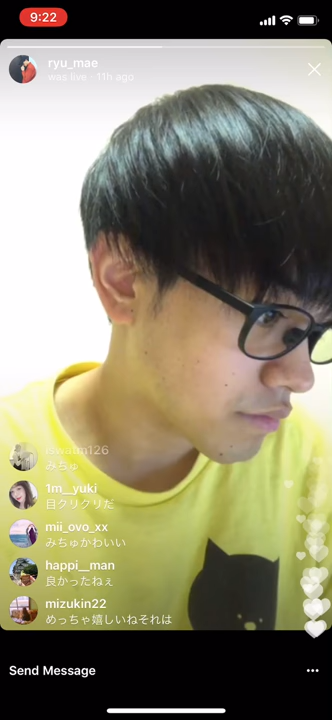 9:22
ryu_mae
was live · 11h ago
みちゅ
1m__yuki
目クリクリだ
mii_ovo_xx
みちゅかわいい
happi__man
良かったねぇ
mizukin22
めっちゃ嬉しいねそれは
Send Message